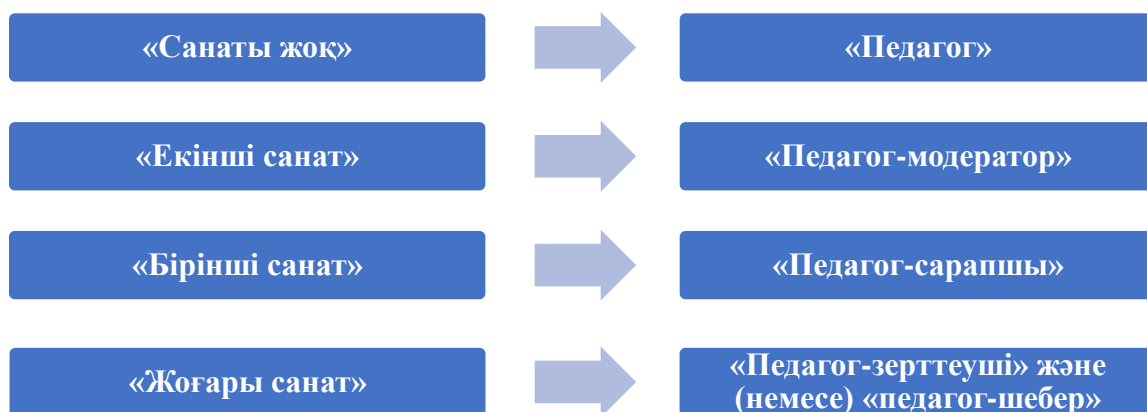 «Санаты жоқ»
«Педагог»
«Екінші санат»
«Педагог-модератор»
«Бірінші санат»
«Педагог-сарапшы»
«Жоғары санат»
«Педагог-зерттеуші» және
(немесе) «педагог-шебер»